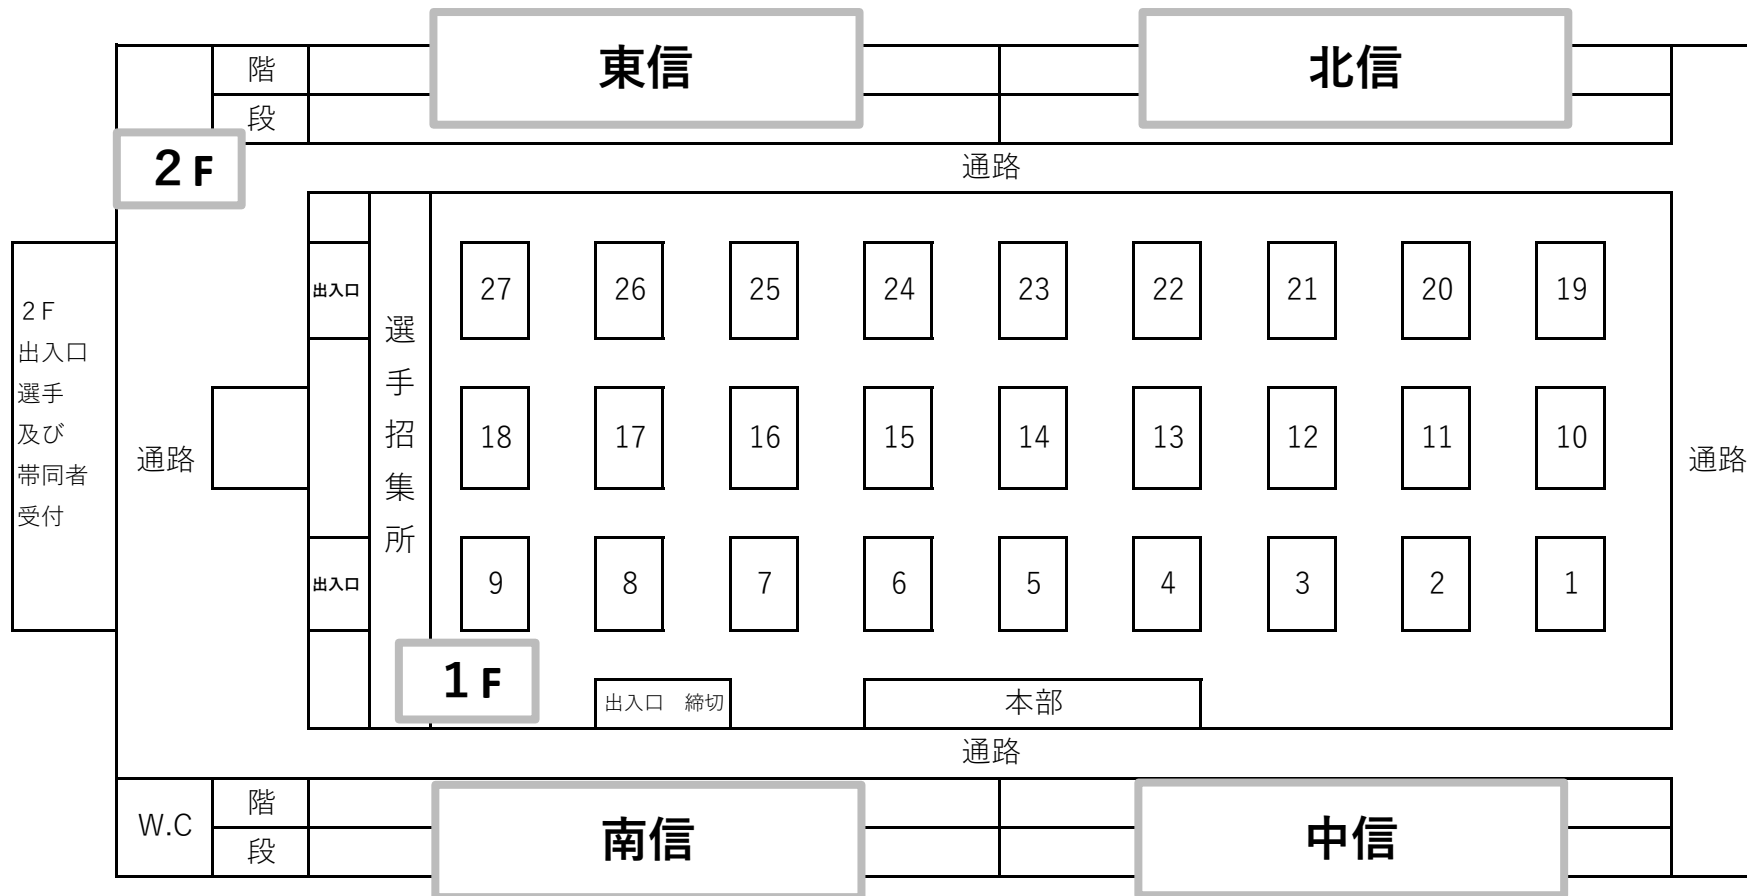 東信
北信
階
段
２F
通路
27 26 25 24 23 22 21 20 19
出入口
選手招集所
２F
出入口
選手
及び
帯同者
受付
通路
18 17 16 15 14 13 12 11 10
通路
出入口
9 8 7 6 5 4 3 2 1
１F
出入口　締切
本部
通路
W.C
階
段
南信
中信